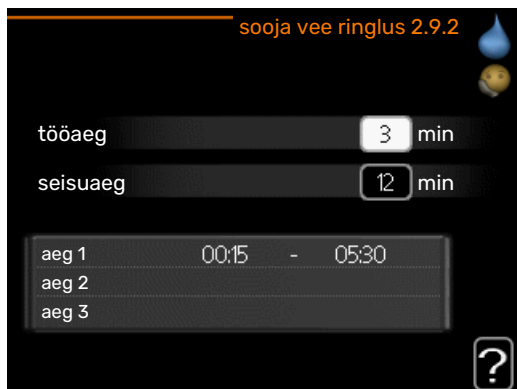 sooja vee ringlus 2.9.2
tööaeg 3 min
seisuaeg 12 min
aeg 1 00:15 - 05:30
aeg 2
aeg 3
?